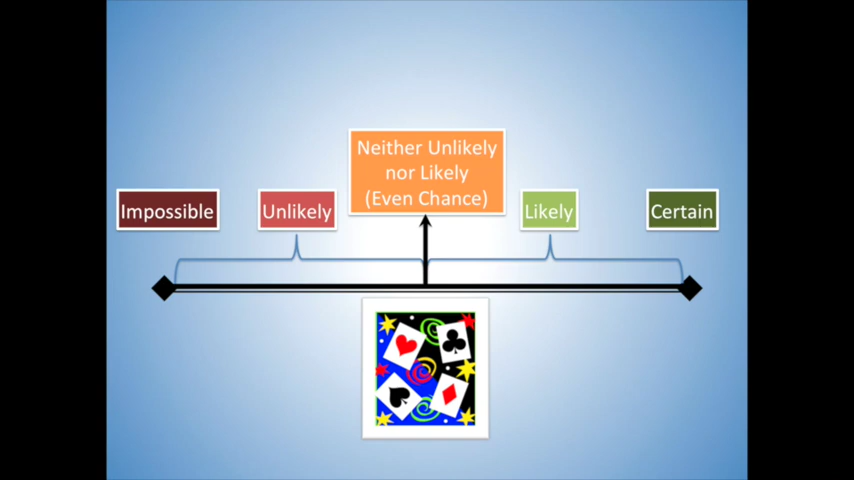 Neither Unlikely
nor Likely
(Even Chance)
Impossible
Unlikely
Likely
Certain